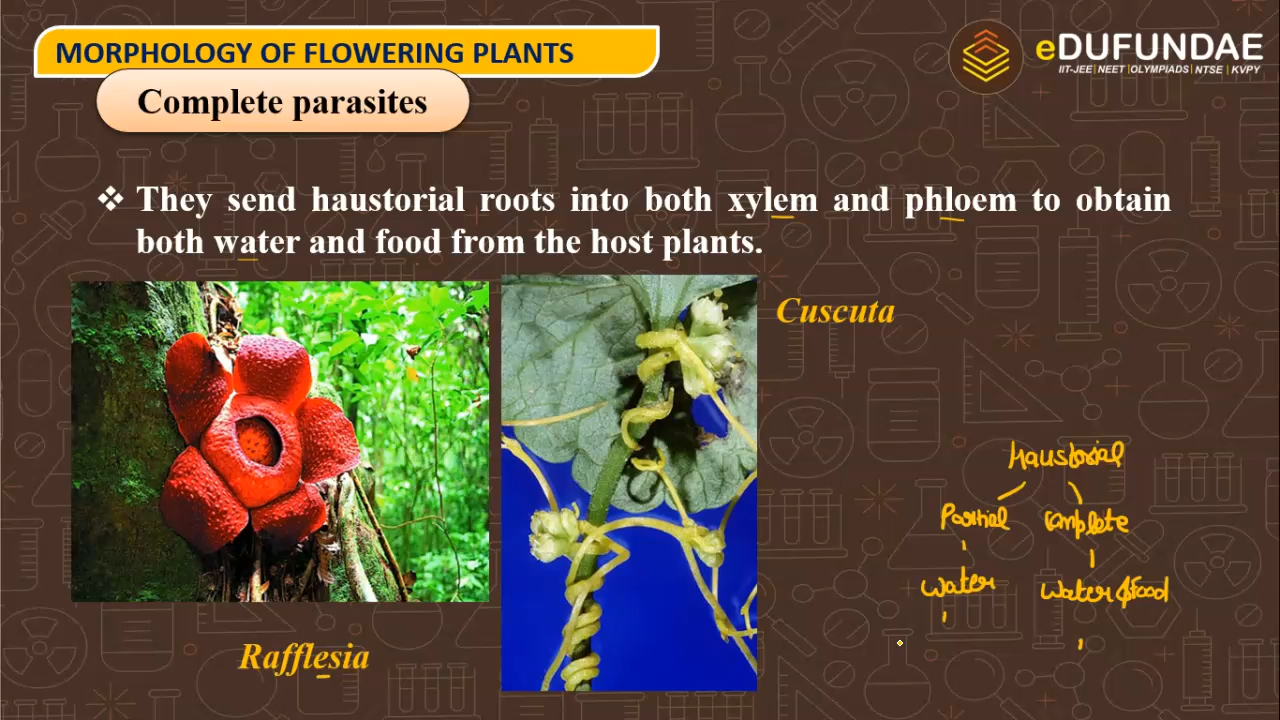 MORPHOLOGY OF FLOWERING PLANTS
eDUFUNDAE
IIT-JEE|NEET|OLYMPIADS|NTSE|KVPY
Complete parasites
❖ They send haustorial roots into both xylem and phloem to obtain
both water and food from the host plants.
Cuscuta
Haustorial
Partial complete
water water & food
Rafflesia